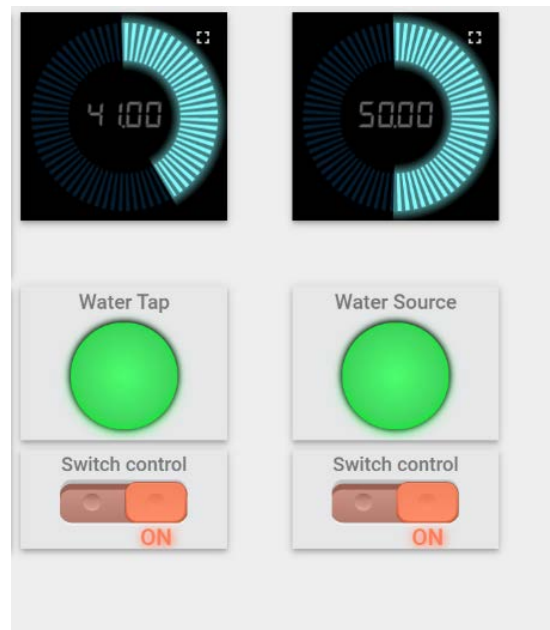 41.00
50.00
Water Tap
Water Source
Switch control
Switch control
ON
ON